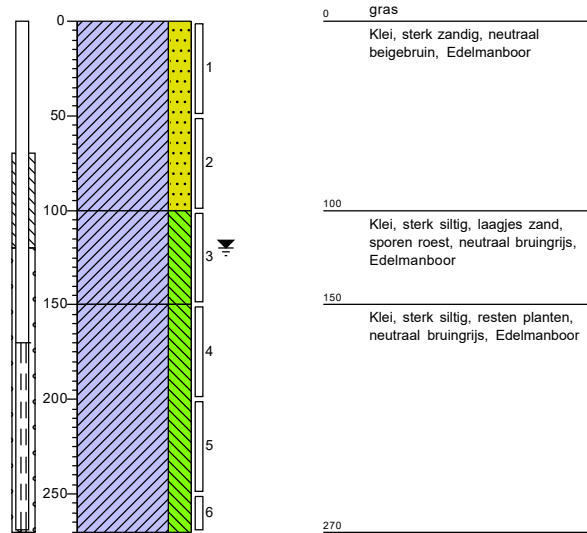 0
50
100
150
200
250
1
2
3
4
5
6
0 gras
Klei, sterk zandig, neutraal
beigebruin, Edelmanboor
100
Klei, sterk siltig, laagjes zand,
sporen roest, neutraal bruingrijs,
Edelmanboor
150
Klei, sterk siltig, resten planten,
neutraal bruingrijs, Edelmanboor
270